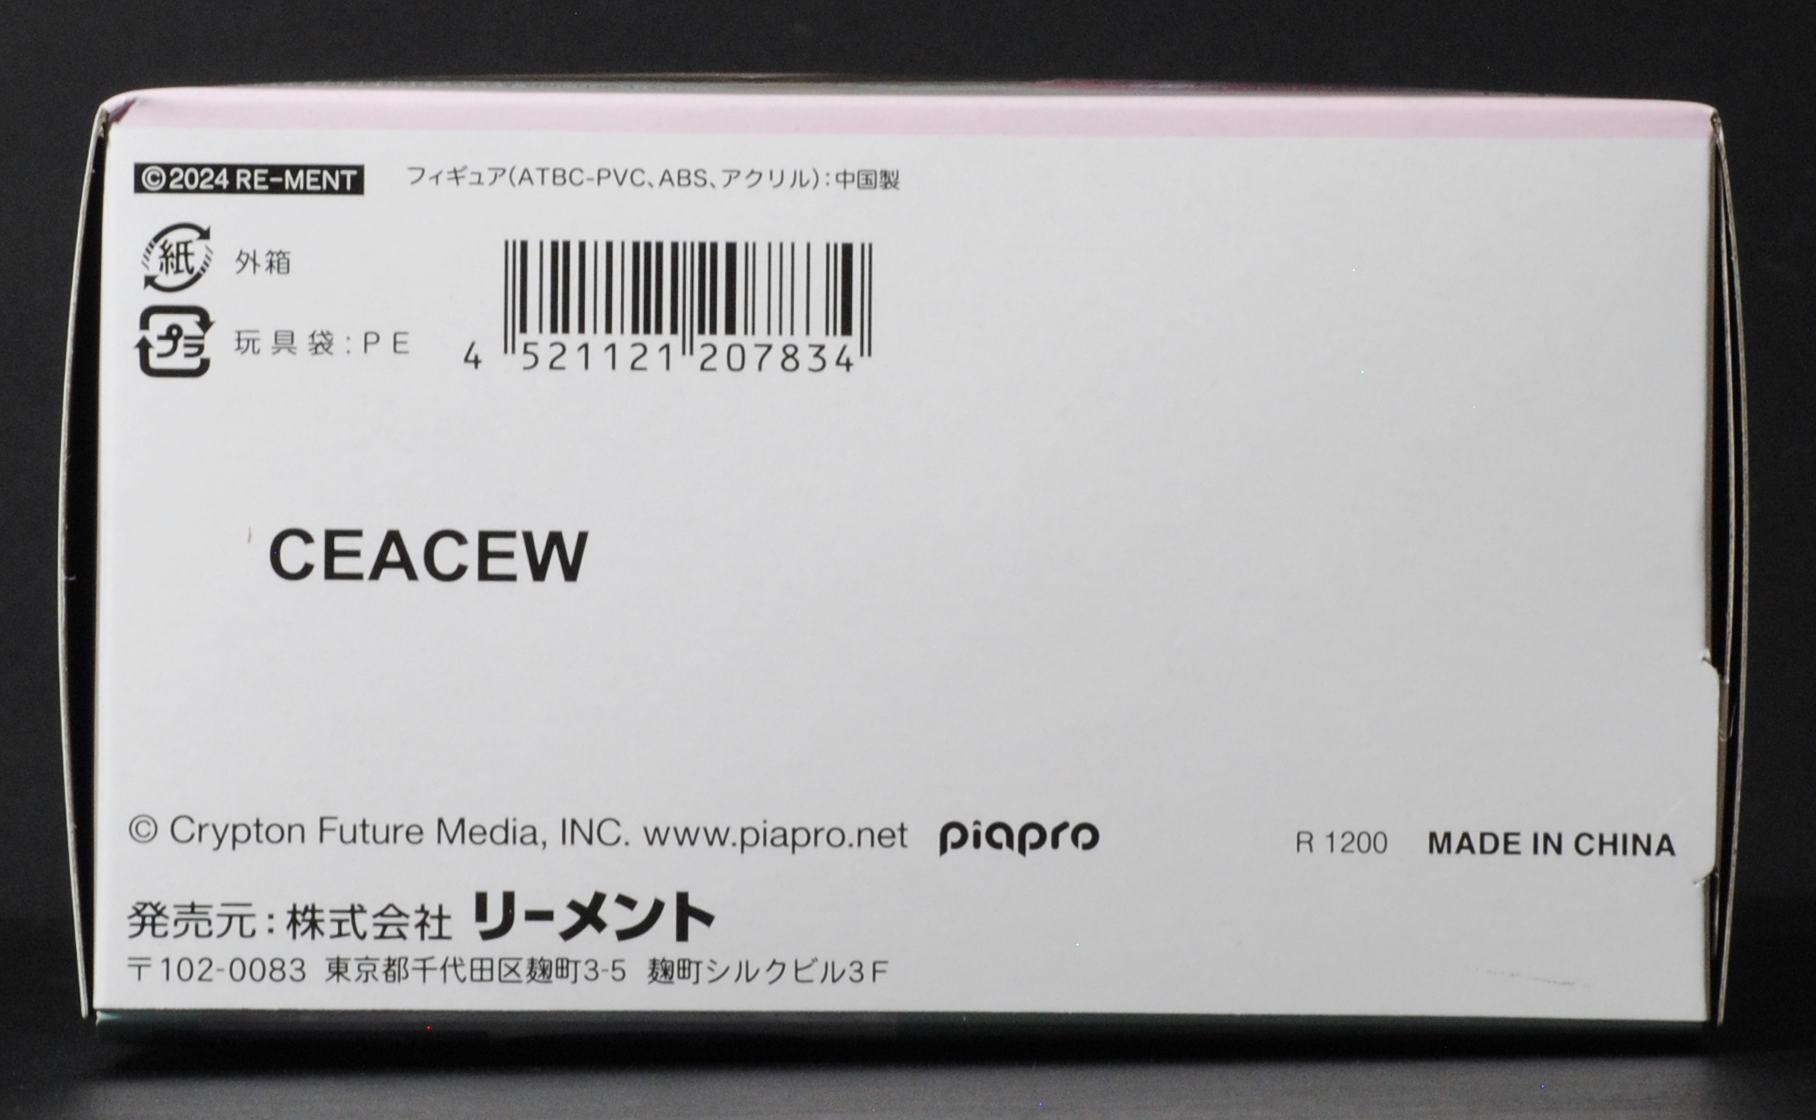 ©2024 RE-MENT フィギュア(ATBC-PVC、ABS、アクリル):中国製
紙 外箱
プラ 玩具袋:PE
4 521121 207834
CEACEW
© Crypton Future Media, INC. www.piapro.net piapro R 1200 MADE IN CHINA
発売元:株式会社 リーメント
〒102-0083 東京都千代田区麹町3-5 麹町シルクビル3F